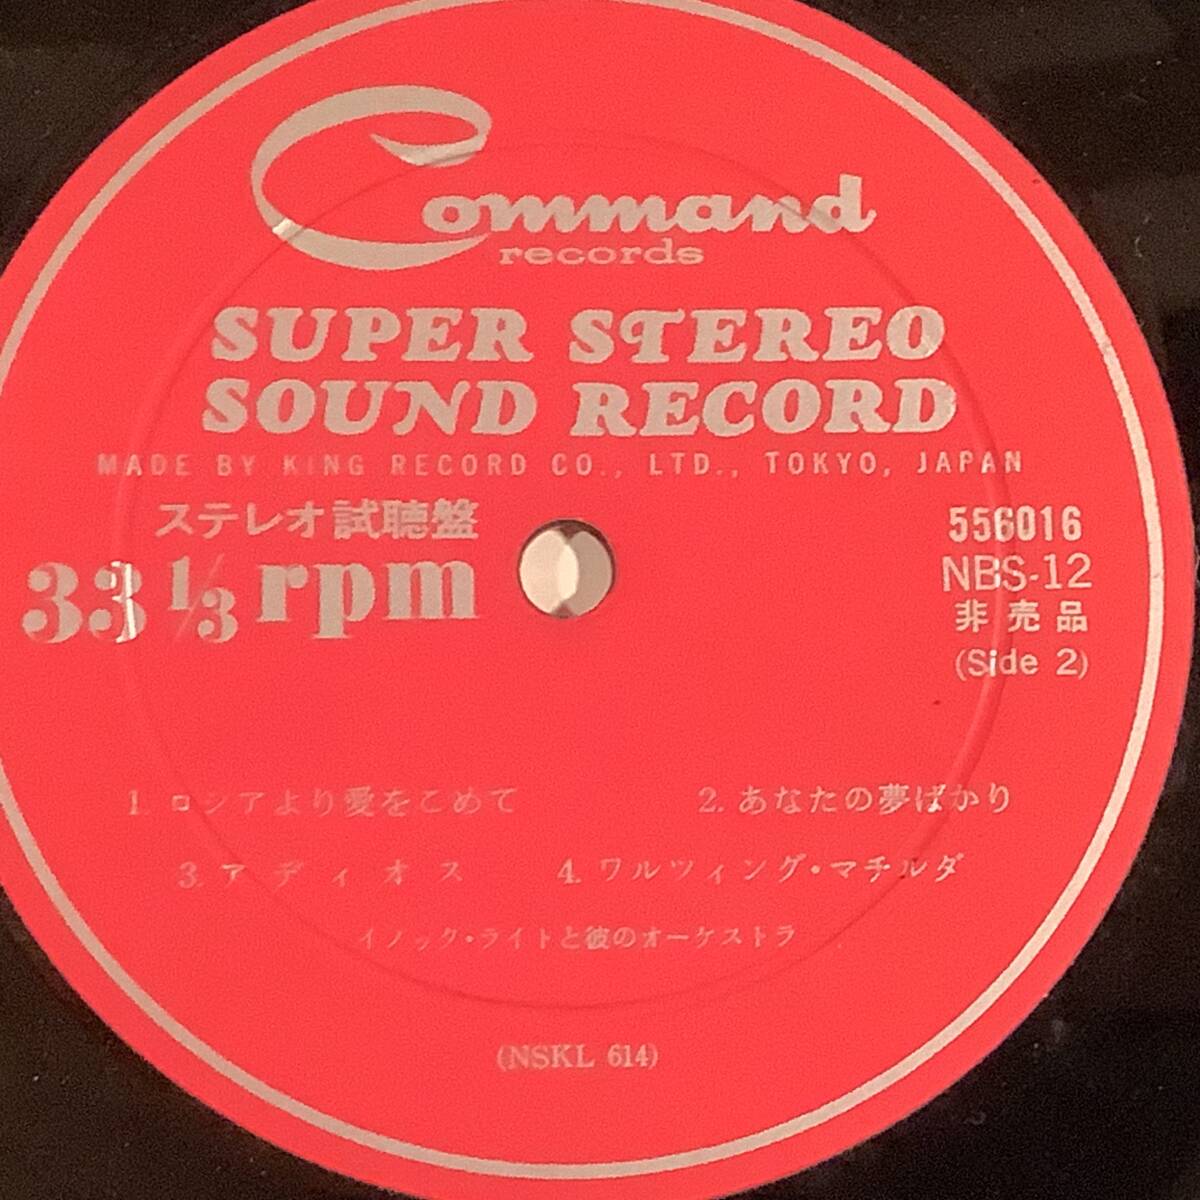 Command
records
SUPER STEREO
SOUND RECORD
MADE BY KING RECORD CO., LTD., TOKYO, JAPAN
ステレオ試聴盤
33 1/3 rpm
556016
NBS-12
非売品
(Side 2)
1. ロシアより愛をこめて 2. あなたの夢ばかり
3. アディオス 4. ワルツィング・マチルダ
イノック・ライトと彼のオーケストラ
(NSKL 614)